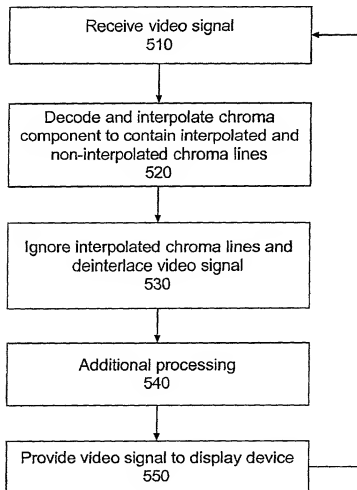 Receive video signal
510
Decode and interpolate chroma
component to contain interpolated and
non-interpolated chroma lines
520
Ignore interpolated chroma lines and
deinterlace video signal
530
Additional processing
540
Provide video signal to display device
550